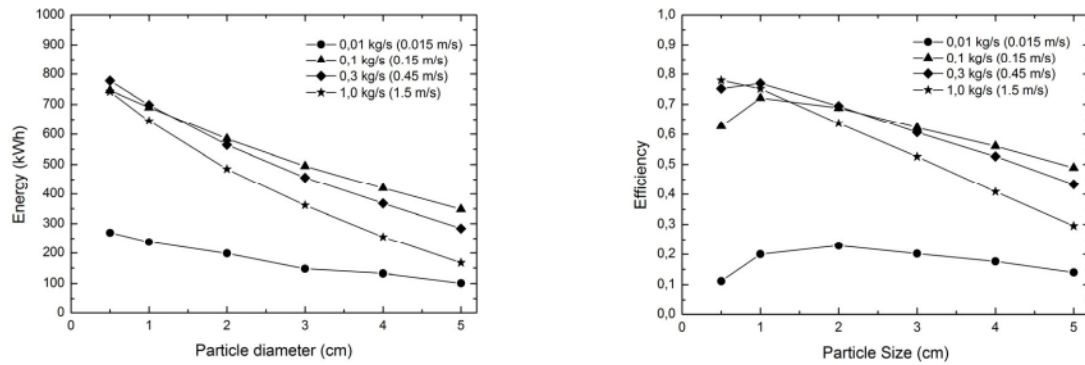 1000
900
800
700
600
500
400
300
200
100
0
0 1 2 3 4 5
Energy (kWh)
Particle diameter (cm)
0,01 kg/s (0.015 m/s)
0,1 kg/s (0.15 m/s)
0,3 kg/s (0.45 m/s)
1,0 kg/s (1.5 m/s)
1,0
0,9
0,8
0,7
0,6
0,5
0,4
0,3
0,2
0,1
0,0
0 1 2 3 4 5
Efficiency
Particle Size (cm)
0,01 kg/s (0.015 m/s)
0,1 kg/s (0.15 m/s)
0,3 kg/s (0.45 m/s)
1,0 kg/s (1.5 m/s)